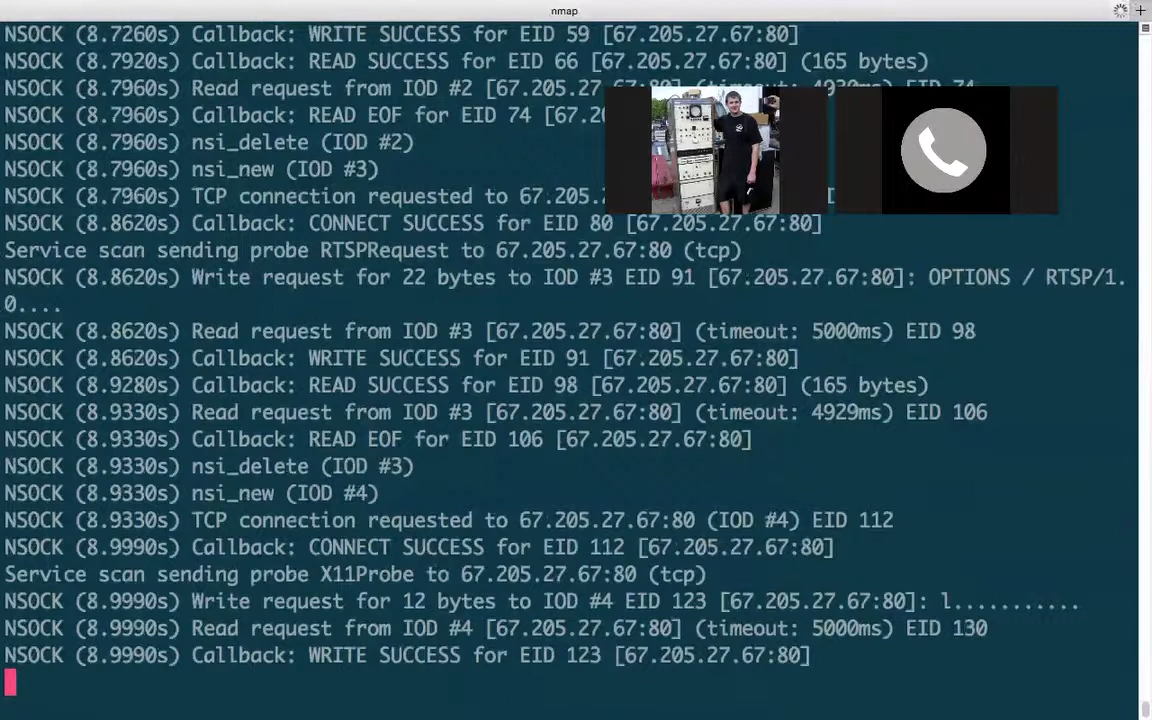 nmap
NSOCK (8.7260s) Callback: WRITE SUCCESS for EID 59 [67.205.27.67:80]
NSOCK (8.7920s) Callback: READ SUCCESS for EID 66 [67.205.27.67:80] (165 bytes)
NSOCK (8.7960s) Read request from IOD #2 [67.205.27.67:80] (timeout: 4930ms) EID 74
NSOCK (8.7960s) Callback: READ EOF for EID 74 [67.20
NSOCK (8.7960s) nsi_delete (IOD #2)
NSOCK (8.7960s) nsi_new (IOD #3)
NSOCK (8.7960s) TCP connection requested to 67.205.
NSOCK (8.8620s) Callback: CONNECT SUCCESS for EID 80 [67.205.27.67:80]
Service scan sending probe RTSPRequest to 67.205.27.67:80 (tcp)
NSOCK (8.8620s) Write request for 22 bytes to IOD #3 EID 91 [67.205.27.67:80]: OPTIONS / RTSP/1.
0....
NSOCK (8.8620s) Read request from IOD #3 [67.205.27.67:80] (timeout: 5000ms) EID 98
NSOCK (8.8620s) Callback: WRITE SUCCESS for EID 91 [67.205.27.67:80]
NSOCK (8.9280s) Callback: READ SUCCESS for EID 98 [67.205.27.67:80] (165 bytes)
NSOCK (8.9330s) Read request from IOD #3 [67.205.27.67:80] (timeout: 4929ms) EID 106
NSOCK (8.9330s) Callback: READ EOF for EID 106 [67.205.27.67:80]
NSOCK (8.9330s) nsi_delete (IOD #3)
NSOCK (8.9330s) nsi_new (IOD #4)
NSOCK (8.9330s) TCP connection requested to 67.205.27.67:80 (IOD #4) EID 112
NSOCK (8.9990s) Callback: CONNECT SUCCESS for EID 112 [67.205.27.67:80]
Service scan sending probe X11Probe to 67.205.27.67:80 (tcp)
NSOCK (8.9990s) Write request for 12 bytes to IOD #4 EID 123 [67.205.27.67:80]: l...........
NSOCK (8.9990s) Read request from IOD #4 [67.205.27.67:80] (timeout: 5000ms) EID 130
NSOCK (8.9990s) Callback: WRITE SUCCESS for EID 123 [67.205.27.67:80]